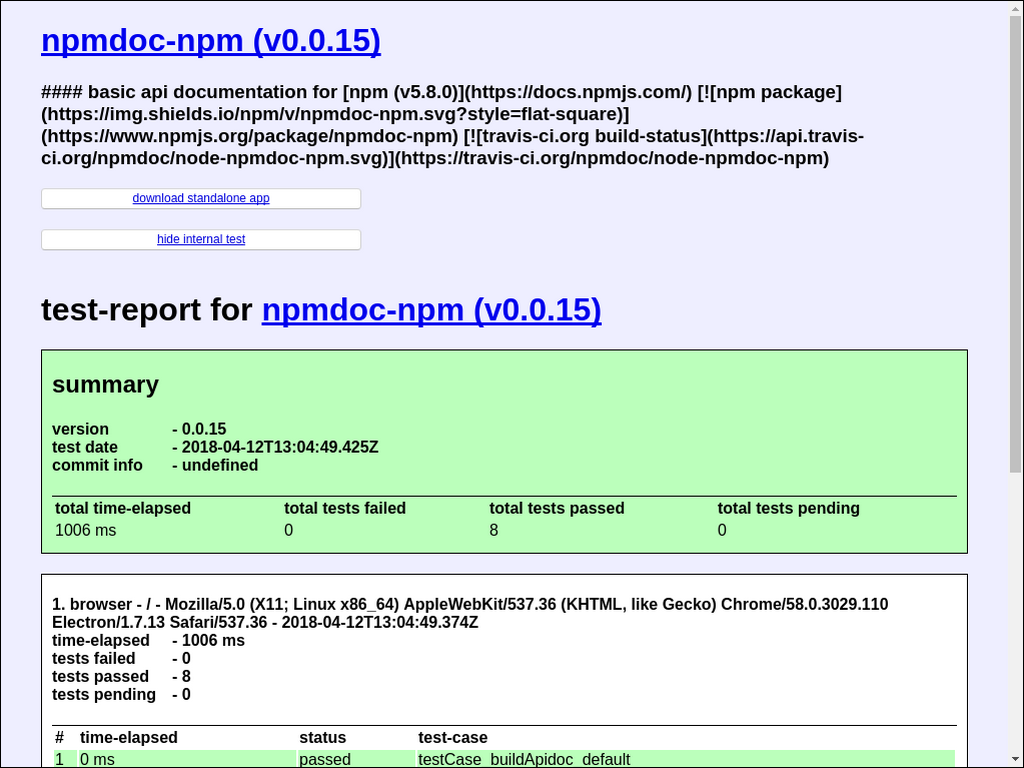 npmdoc-npm (v0.0.15)
#### basic api documentation for [npm (v5.8.0)](https://docs.npmjs.com/) [![npm package]
(https://img.shields.io/npm/v/npmdoc-npm.svg?style=flat-square)]
(https://www.npmjs.org/package/npmdoc-npm) [![travis-ci.org build-status](https://api.travis-
ci.org/npmdoc/node-npmdoc-npm.svg)](https://travis-ci.org/npmdoc/node-npmdoc-npm)
download standalone app
hide internal test
test-report for npmdoc-npm (v0.0.15)
summary
version - 0.0.15
test date - 2018-04-12T13:04:49.425Z
commit info - undefined
total time-elapsed total tests failed total tests passed total tests pending
1006 ms 0 8 0
1. browser - / - Mozilla/5.0 (X11; Linux x86_64) AppleWebKit/537.36 (KHTML, like Gecko) Chrome/58.0.3029.110
Electron/1.7.13 Safari/537.36 - 2018-04-12T13:04:49.374Z
time-elapsed - 1006 ms
tests failed - 0
tests passed - 8
tests pending - 0
# time-elapsed status test-case
1 0 ms passed testCase_buildApidoc_default